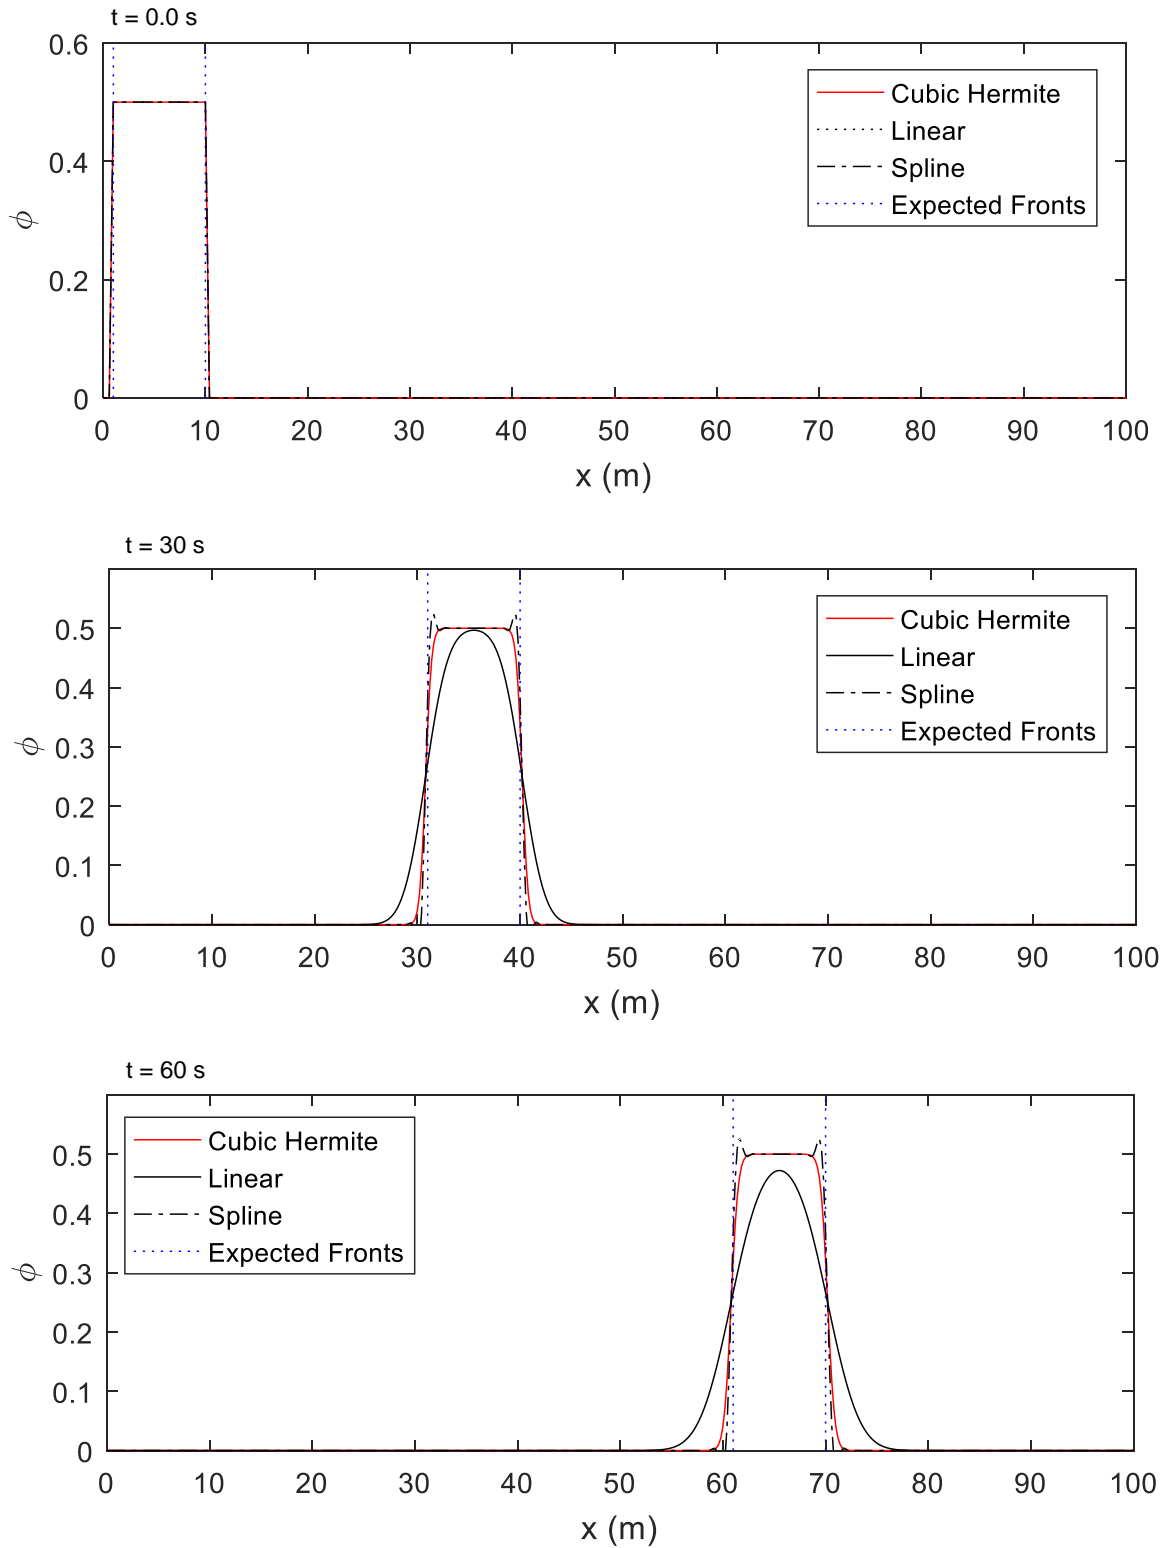 t = 0.0 s
0.6
0.4
0.2
0
ϕ
Cubic Hermite
Linear
Spline
Expected Fronts
0 10 20 30 40 50 60 70 80 90 100
x (m)
t = 30 s
0.5
0.4
0.3
0.2
0.1
0
ϕ
Cubic Hermite
Linear
Spline
Expected Fronts
0 10 20 30 40 50 60 70 80 90 100
x (m)
t = 60 s
0.5
0.4
0.3
0.2
0.1
0
ϕ
Cubic Hermite
Linear
Spline
Expected Fronts
0 10 20 30 40 50 60 70 80 90 100
x (m)